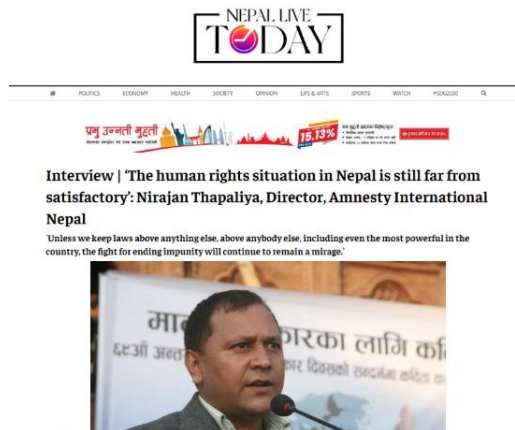 NEPAL LIVE
TODAY
POLITICS ECONOMY HEALTH SOCIETY OPINION LIFE & ARTS SPORTS WATCH #SDG2030
प्रभु उन्नती मुद्दती
15.13%
Interview | ‘The human rights situation in Nepal is still far from
satisfactory’: Nirajan Thapaliya, Director, Amnesty International
Nepal
'Unless we keep laws above anything else, above anybody else, including even the most powerful in the
country, the fight for ending impunity will continue to remain a mirage.'
कारका लागि
६९औं